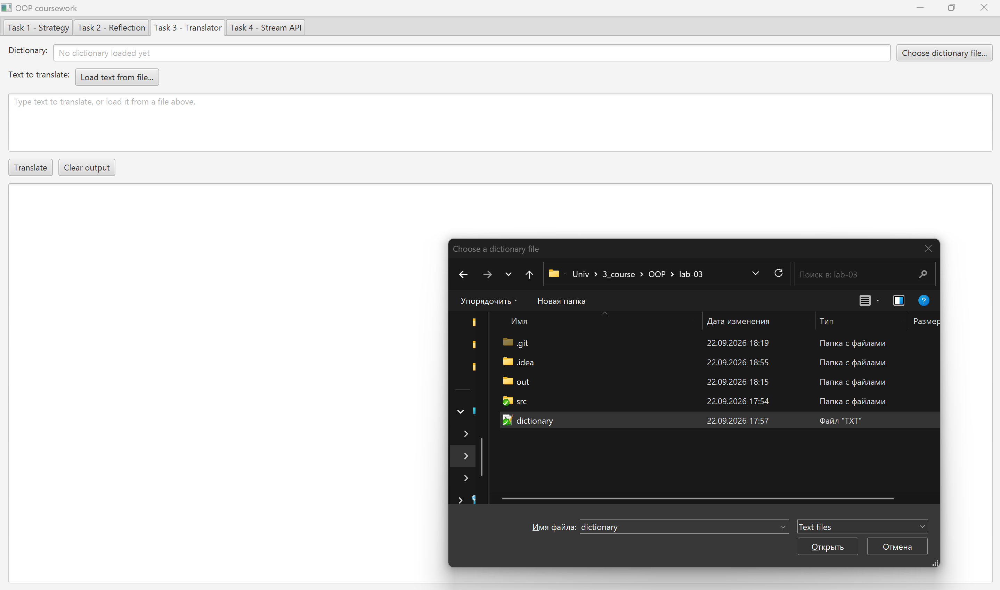 OOP coursework
Task 1 - Strategy
Task 2 - Reflection
Task 3 - Translator
Task 4 - Stream API
Dictionary:
No dictionary loaded yet
Choose dictionary file...
Text to translate:
Load text from file...
Type text to translate, or load it from a file above.
Translate
Clear output
Choose a dictionary file
« Univ › 3_course › OOP › lab-03
Поиск в: lab-03
Упорядочить
Новая папка
Имя Дата изменения Тип Размер
.git 22.09.2026 18:19 Папка с файлами
.idea 22.09.2026 18:55 Папка с файлами
out 22.09.2026 18:15 Папка с файлами
src 22.09.2026 17:54 Папка с файлами
dictionary 22.09.2026 17:57 Файл "TXT"
Имя файла: dictionary
Text files
Открыть
Отмена